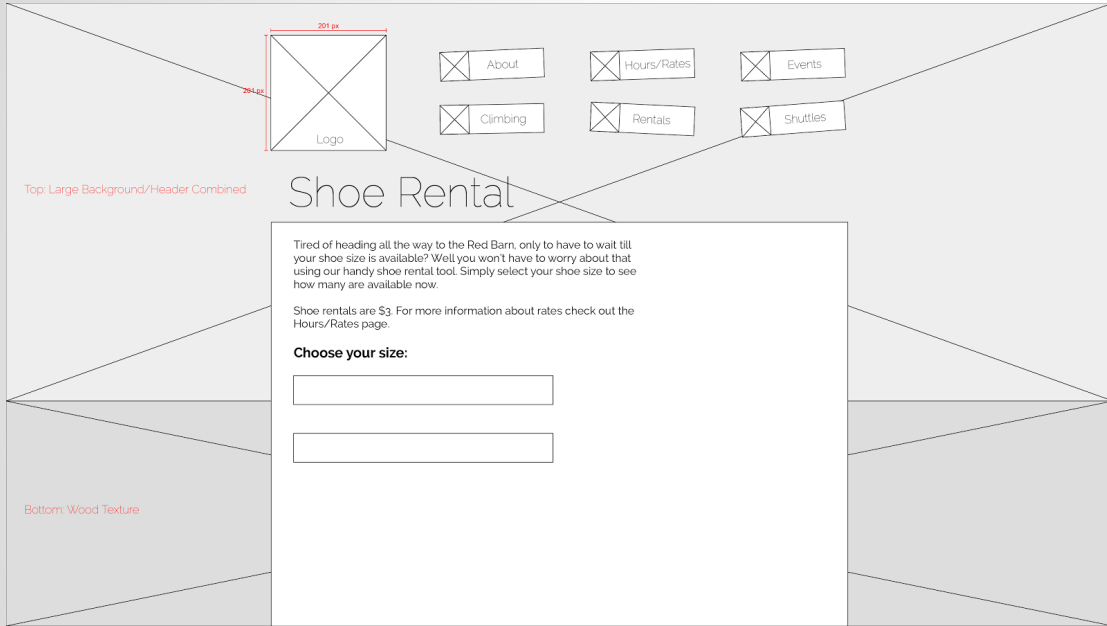 201 px
201 px
Logo
About
Hours/Rates
Events
Climbing
Rentals
Shuttles
Top: Large Background/Header Combined
Shoe Rental
Tired of heading all the way to the Red Barn, only to have to wait till
your shoe size is available? Well you won't have to worry about that
using our handy shoe rental tool. Simply select your shoe size to see
how many are available now.
Shoe rentals are $3. For more information about rates check out the
Hours/Rates page.
Choose your size:
Bottom: Wood Texture